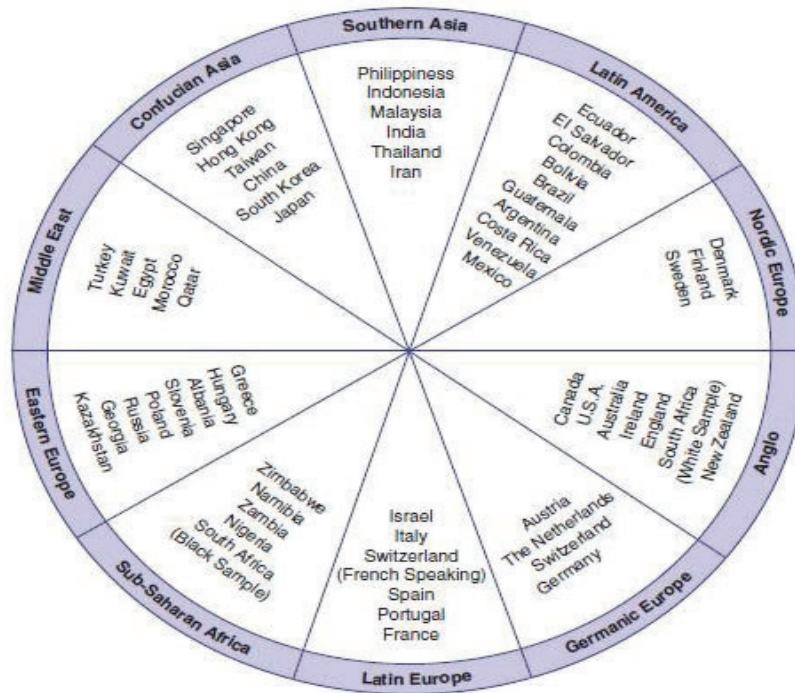 Southern Asia
Philippiness
Indonesia
Malaysia
India
Thailand
Iran
Latin America
Ecuador
El Salvador
Colombia
Bolivia
Brazil
Guatemala
Argentina
Costa Rica
Venezuela
Mexico
Nordic Europe
Denmark
Finland
Sweden
Anglo
Canada
U.S.A.
Australia
Ireland
England
South Africa
(White Sample)
New Zealand
Germanic Europe
Austria
The Netherlands
Switzerland
Germany
Latin Europe
Israel
Italy
Switzerland
(French Speaking)
Spain
Portugal
France
Sub-Saharan Africa
Zimbabwe
Namibia
Zambia
Nigeria
South Africa
(Black Sample)
Eastern Europe
Greece
Hungary
Albania
Slovenia
Poland
Russia
Georgia
Kazakhstan
Middle East
Turkey
Kuwait
Egypt
Morocco
Qatar
Confucian Asia
Singapore
Hong Kong
Taiwan
China
South Korea
Japan